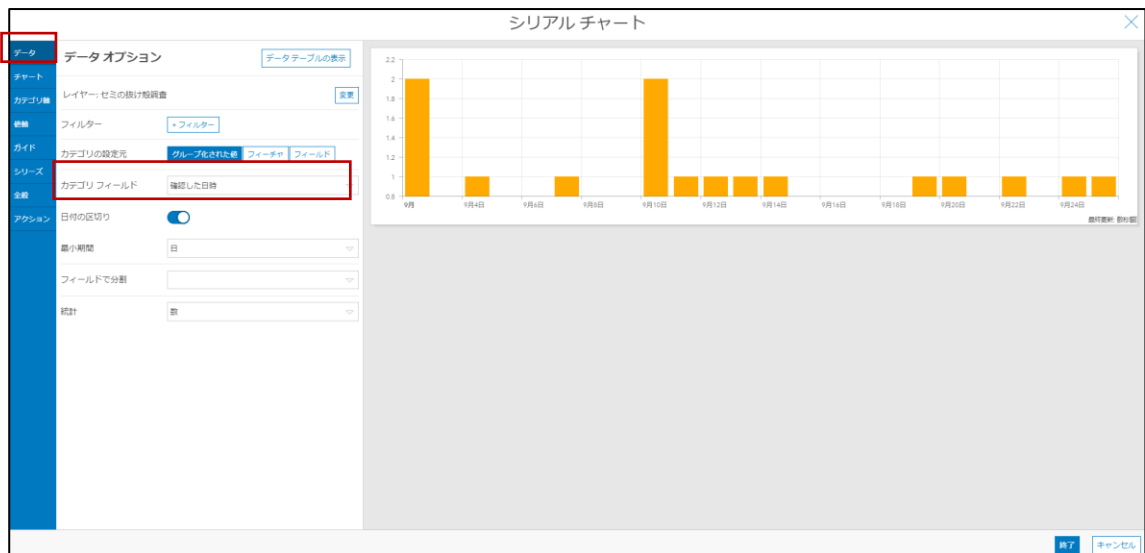 シリアル チャート
データ
チャート
カテゴリ軸
値軸
ガイド
シリーズ
全般
アクション
データ オプション
データ テーブルの表示
レイヤー: セミの抜け殻調査
変更
フィルター
+ フィルター
カテゴリの設定元
グループ化された値
フィーチャ
フィールド
カテゴリ フィールド
確認した日時
日付の区切り
最小期間
日
フィールドで分割
統計
数
2.2
2
1.8
1.6
1.4
1.2
1
0.8
9月
9月4日
9月6日
9月8日
9月10日
9月12日
9月14日
9月16日
9月18日
9月20日
9月22日
9月24日
最終更新: 数秒前
終了
キャンセル